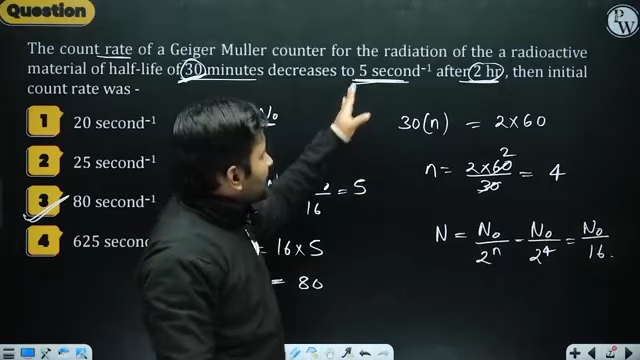 Question
PW
The count rate of a Geiger Muller counter for the radiation of the a radioactive
material of half-life of 30 minutes decreases to 5 second⁻¹ after 2 hr, then initial
count rate was -
1 20 second⁻¹
2 25 second⁻¹
3 80 second⁻¹
4 625 second
N₀
16 = 5
= 16 × 5
= 80
30(n) = 2 × 60
n = 2 × 60 2 / 30 = 4
N = N₀ / 2ⁿ = N₀ / 2⁴ = N₀ / 16